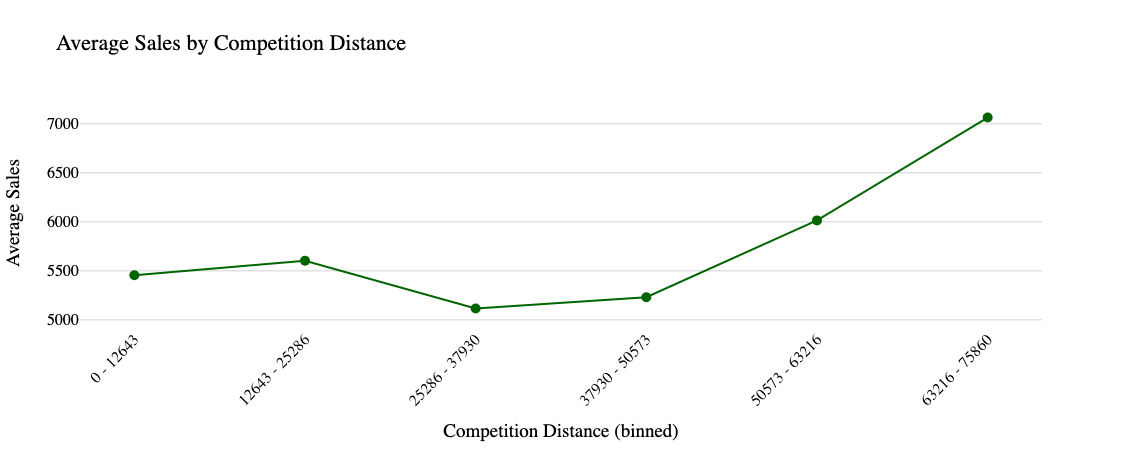 Average Sales by Competition Distance
Average Sales
7000
6500
6000
5500
5000
0 - 12643
12643 - 25286
25286 - 37930
37930 - 50573
50573 - 63216
63216 - 75860
Competition Distance (binned)